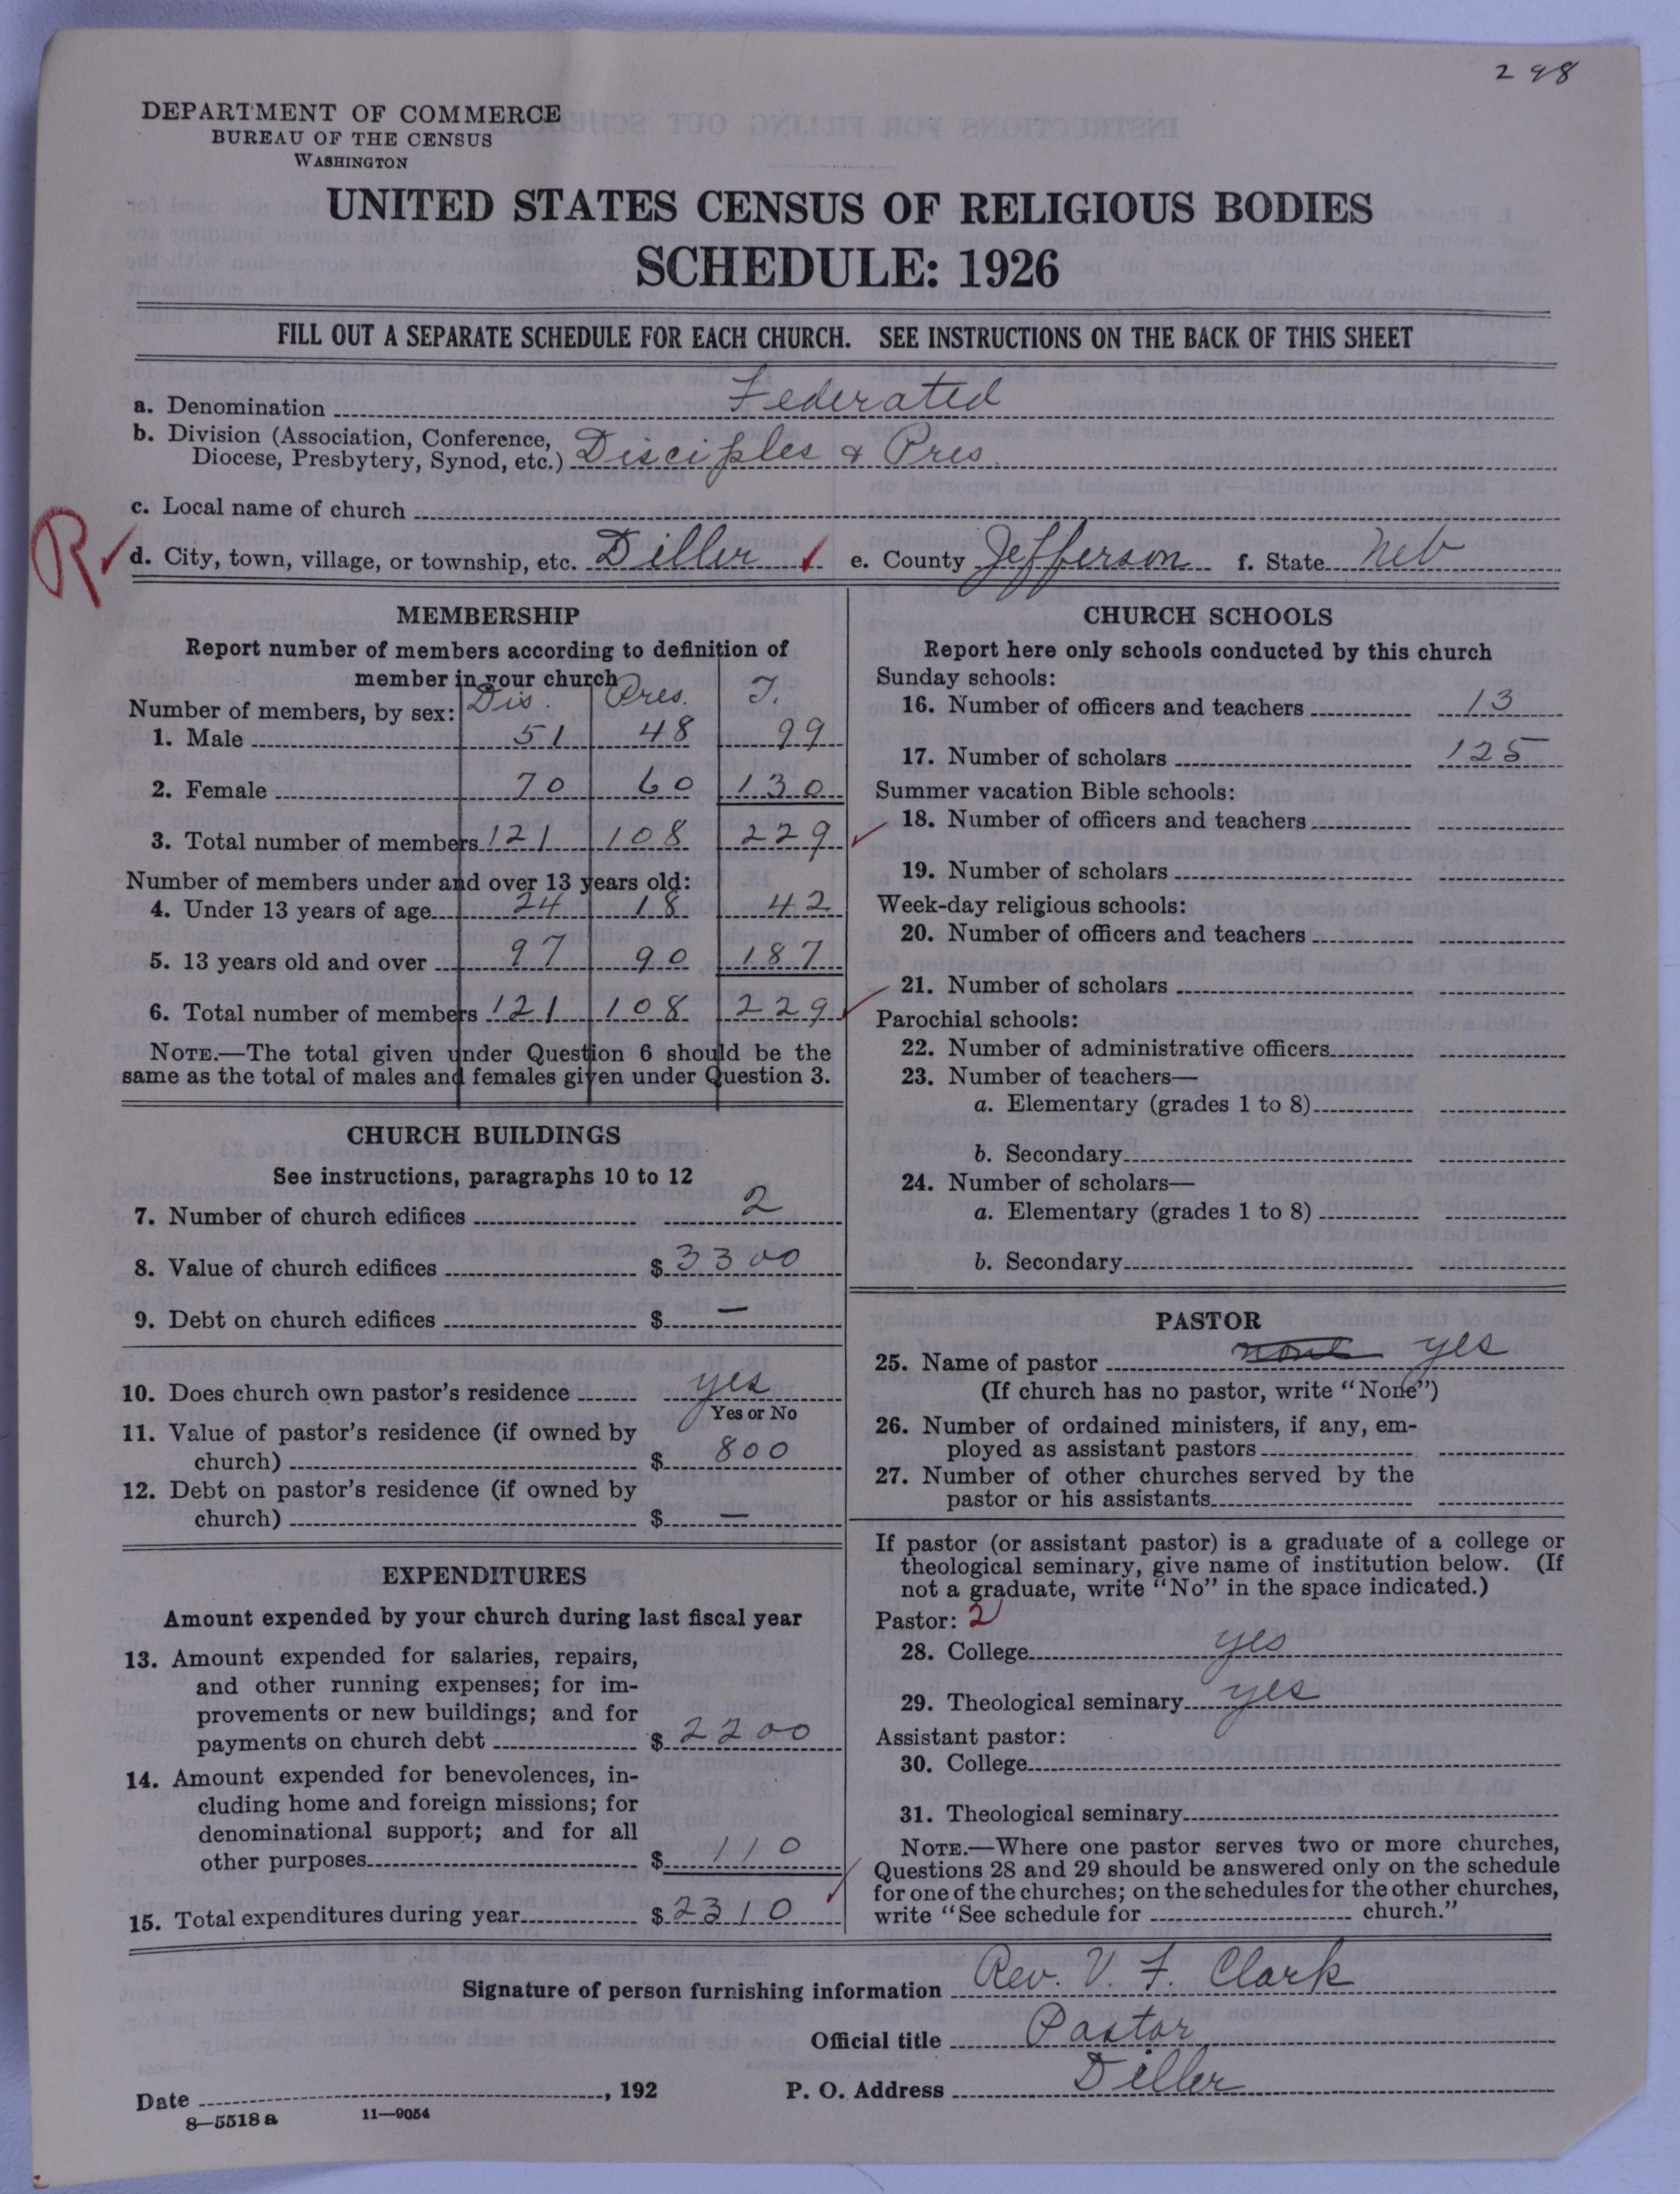 298
DEPARTMENT OF COMMERCE
BUREAU OF THE CENSUS
WASHINGTON
UNITED STATES CENSUS OF RELIGIOUS BODIES
SCHEDULE: 1926
FILL OUT A SEPARATE SCHEDULE FOR EACH CHURCH. SEE INSTRUCTIONS ON THE BACK OF THIS SHEET
a. Denomination Federated
b. Division (Association, Conference,
Diocese, Presbytery, Synod, etc.) Disciples & Pres.
c. Local name of church
R
d. City, town, village, or township, etc. Diller e. County Jefferson f. State Neb
MEMBERSHIP
Report number of members according to definition of
member in your church
Dis. Pres. T.
Number of members, by sex:
1. Male 51 48 99
2. Female 70 60 130
3. Total number of members 121 108 229
Number of members under and over 13 years old:
4. Under 13 years of age 24 18 42
5. 13 years old and over 97 90 187
6. Total number of members 121 108 229
NOTE.—The total given under Question 6 should be the
same as the total of males and females given under Question 3.
CHURCH BUILDINGS
See instructions, paragraphs 10 to 12
7. Number of church edifices 2
8. Value of church edifices $ 3300
9. Debt on church edifices $ —
10. Does church own pastor's residence yes
Yes or No
11. Value of pastor's residence (if owned by
church) $ 800
12. Debt on pastor's residence (if owned by
church) $ —
EXPENDITURES
Amount expended by your church during last fiscal year
13. Amount expended for salaries, repairs,
and other running expenses; for im-
provements or new buildings; and for
payments on church debt $ 2200
14. Amount expended for benevolences, in-
cluding home and foreign missions; for
denominational support; and for all
other purposes $ 110
15. Total expenditures during year $ 2310
CHURCH SCHOOLS
Report here only schools conducted by this church
Sunday schools:
16. Number of officers and teachers 13
17. Number of scholars 125
Summer vacation Bible schools:
18. Number of officers and teachers
19. Number of scholars
Week-day religious schools:
20. Number of officers and teachers
21. Number of scholars
Parochial schools:
22. Number of administrative officers
23. Number of teachers—
a. Elementary (grades 1 to 8)
b. Secondary
24. Number of scholars—
a. Elementary (grades 1 to 8)
b. Secondary
PASTOR
25. Name of pastor none yes
(If church has no pastor, write "None")
26. Number of ordained ministers, if any, em-
ployed as assistant pastors
27. Number of other churches served by the
pastor or his assistants
If pastor (or assistant pastor) is a graduate of a college or
theological seminary, give name of institution below. (If
not a graduate, write "No" in the space indicated.)
Pastor: 2
28. College yes
29. Theological seminary yes
Assistant pastor:
30. College
31. Theological seminary
NOTE.—Where one pastor serves two or more churches,
Questions 28 and 29 should be answered only on the schedule
for one of the churches; on the schedules for the other churches,
write "See schedule for church."
Signature of person furnishing information Rev. V. F. Clark
Official title Pastor
Date , 192 P. O. Address Diller
8—5518 a 11—9054